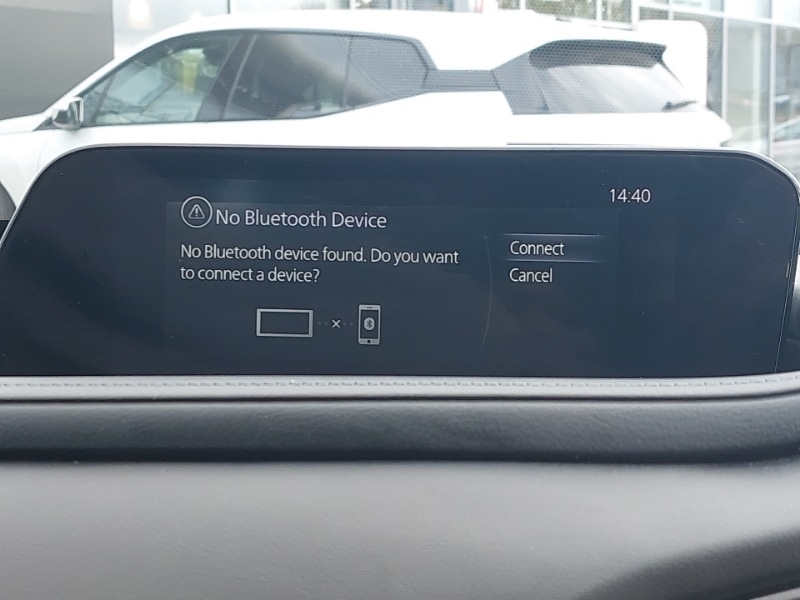 14:40
No Bluetooth Device
No Bluetooth device found. Do you want
to connect a device?
Connect
Cancel